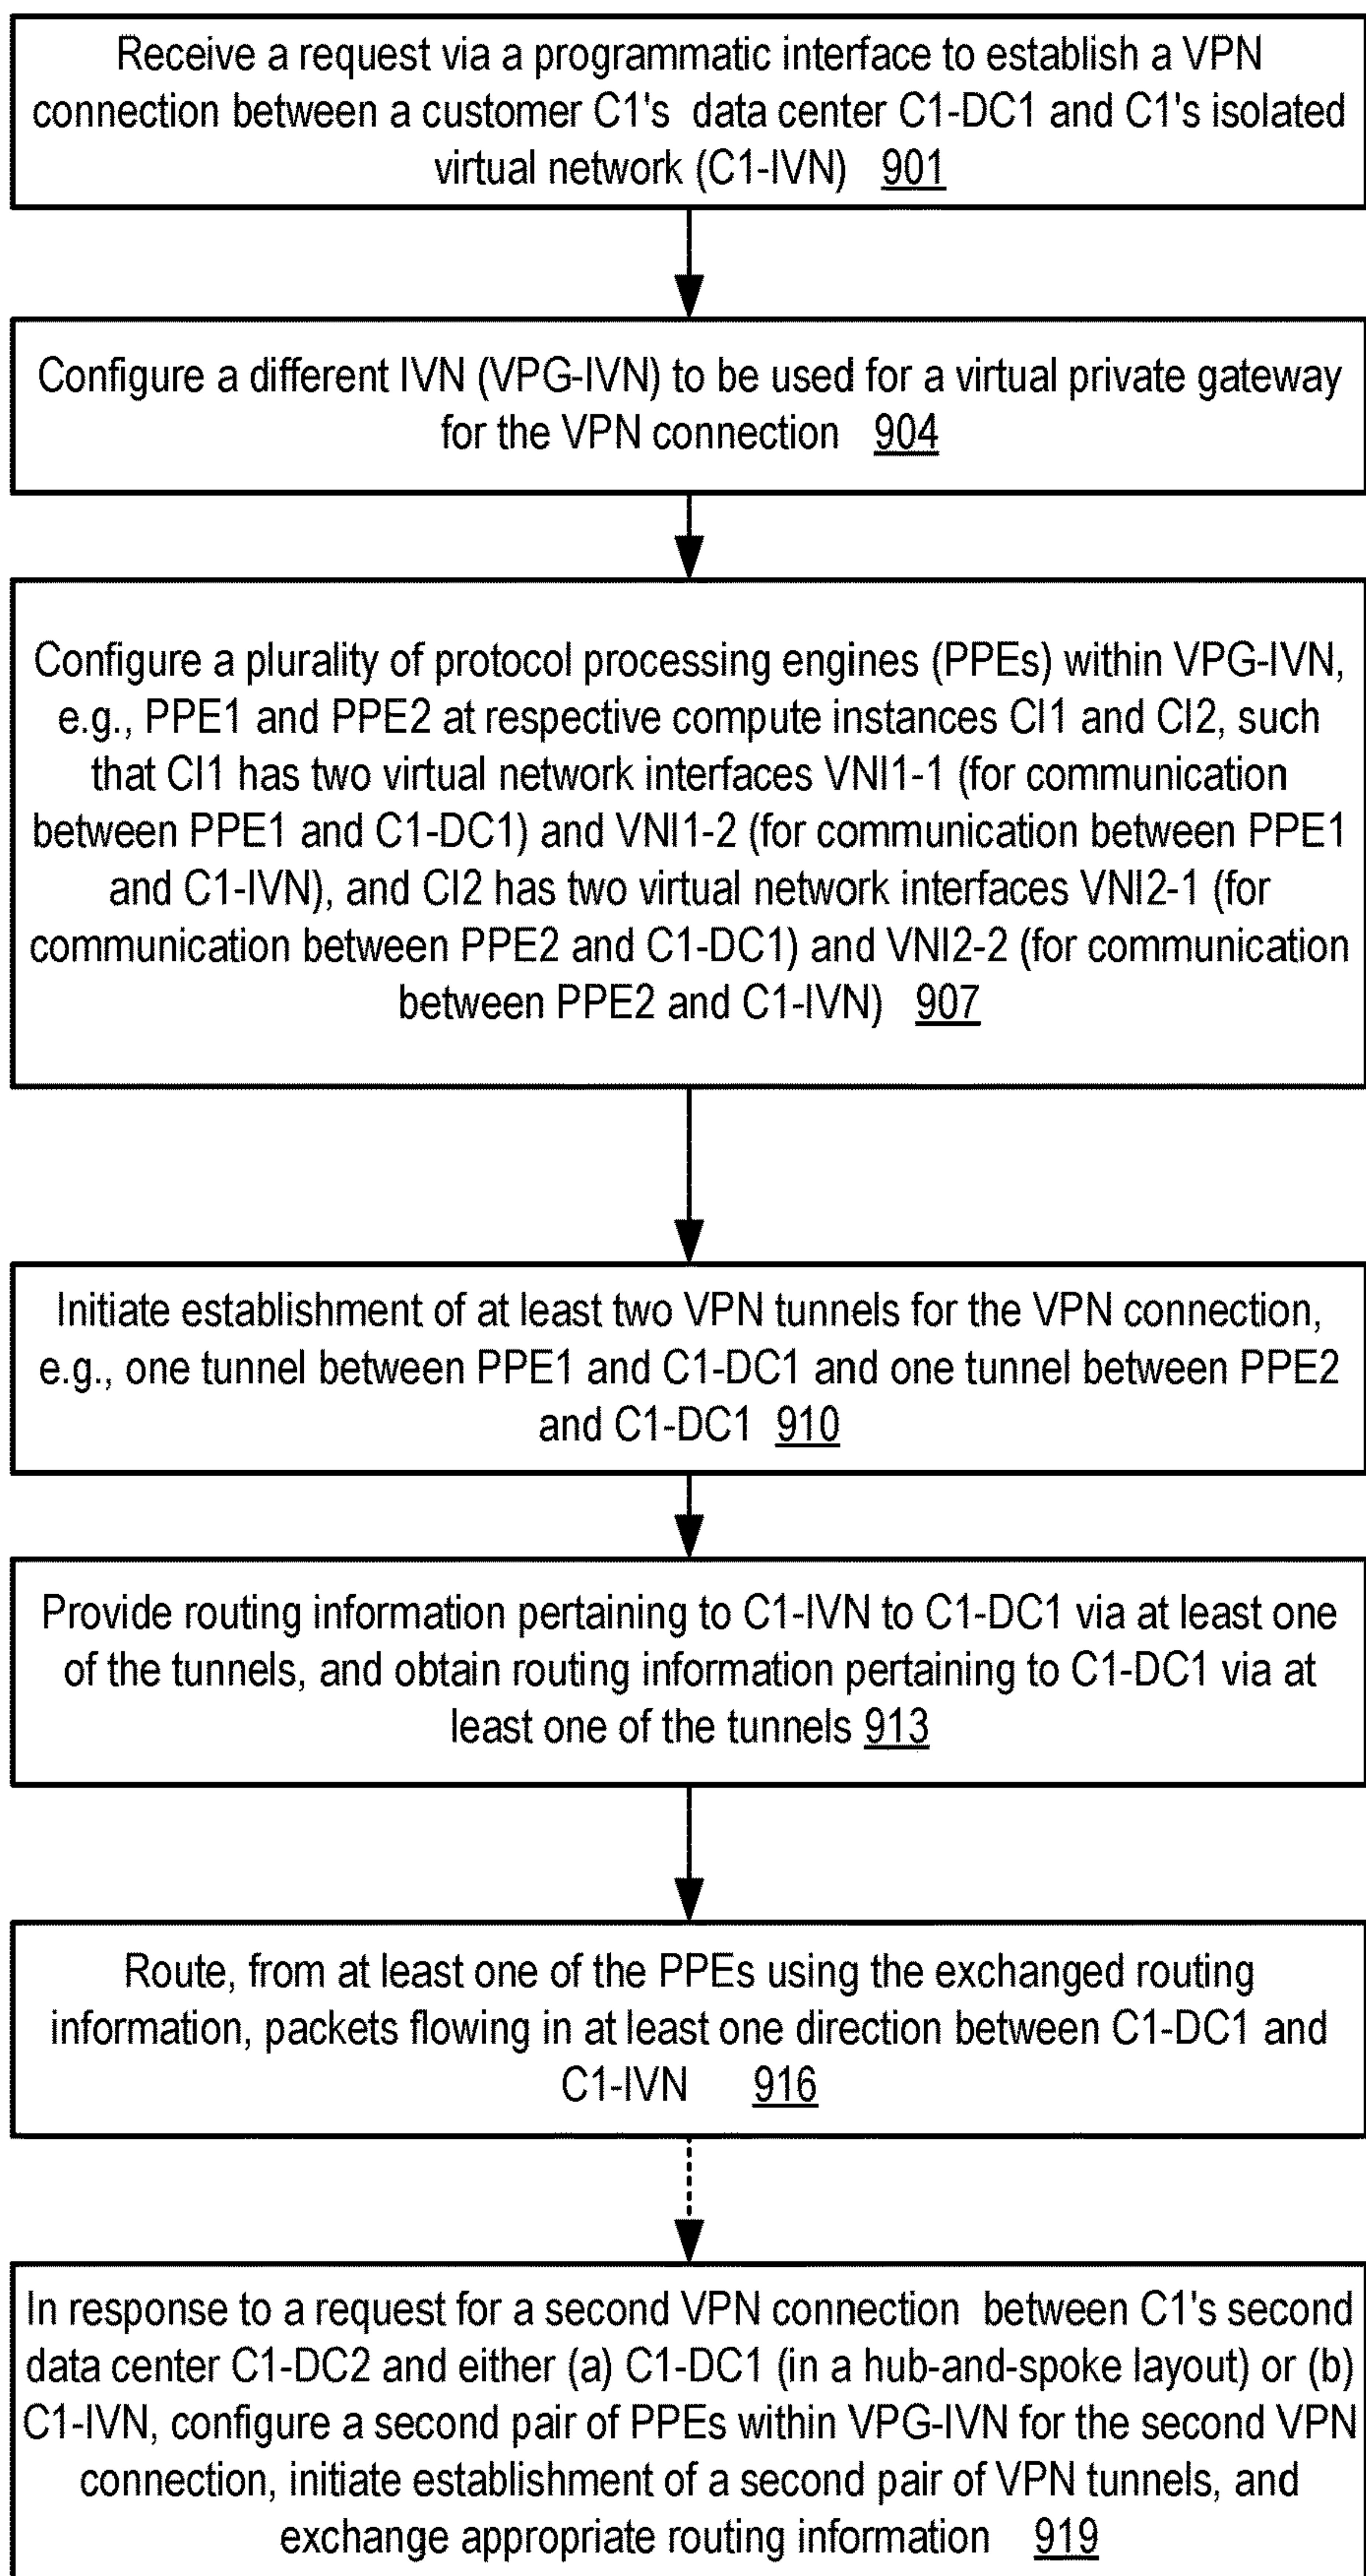 Receive a request via a programmatic interface to establish a VPN
connection between a customer C1's data center C1-DC1 and C1's isolated
virtual network (C1-IVN) 901
Configure a different IVN (VPG-IVN) to be used for a virtual private gateway
for the VPN connection 904
Configure a plurality of protocol processing engines (PPEs) within VPG-IVN,
e.g., PPE1 and PPE2 at respective compute instances CI1 and CI2, such
that CI1 has two virtual network interfaces VNI1-1 (for communication
between PPE1 and C1-DC1) and VNI1-2 (for communication between PPE1
and C1-IVN), and CI2 has two virtual network interfaces VNI2-1 (for
communication between PPE2 and C1-DC1) and VNI2-2 (for communication
between PPE2 and C1-IVN) 907
Initiate establishment of at least two VPN tunnels for the VPN connection,
e.g., one tunnel between PPE1 and C1-DC1 and one tunnel between PPE2
and C1-DC1 910
Provide routing information pertaining to C1-IVN to C1-DC1 via at least one
of the tunnels, and obtain routing information pertaining to C1-DC1 via at
least one of the tunnels 913
Route, from at least one of the PPEs using the exchanged routing
information, packets flowing in at least one direction between C1-DC1 and
C1-IVN 916
In response to a request for a second VPN connection between C1's second
data center C1-DC2 and either (a) C1-DC1 (in a hub-and-spoke layout) or (b)
C1-IVN, configure a second pair of PPEs within VPG-IVN for the second VPN
connection, initiate establishment of a second pair of VPN tunnels, and
exchange appropriate routing information 919